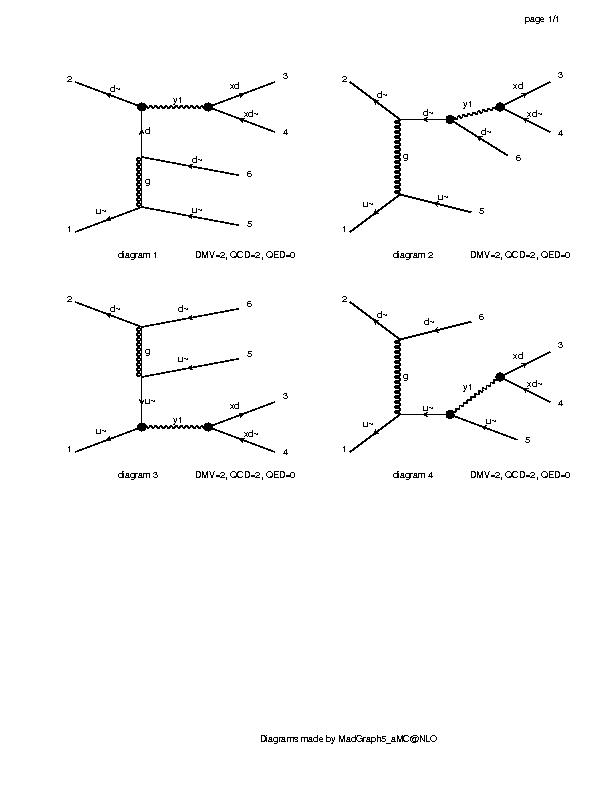 page 1/1
2 d~ y1 xd 3
xd~ 4
d
d~ 6
g
u~ u~ 5
1
diagram 1 DMV=2, QCD=2, QED=0
2 d~ d~ y1 xd 3
xd~ 4
d~ 6
g
u~ u~ 5
1
diagram 2 DMV=2, QCD=2, QED=0
2 d~ d~ 6
g
u~ 5
u~
u~ y1 xd 3
xd~ 4
1
diagram 3 DMV=2, QCD=2, QED=0
2 d~ d~ 6
g
u~ u~ y1 xd 3
xd~ 4
u~ 5
1
diagram 4 DMV=2, QCD=2, QED=0
Diagrams made by MadGraph5_aMC@NLO